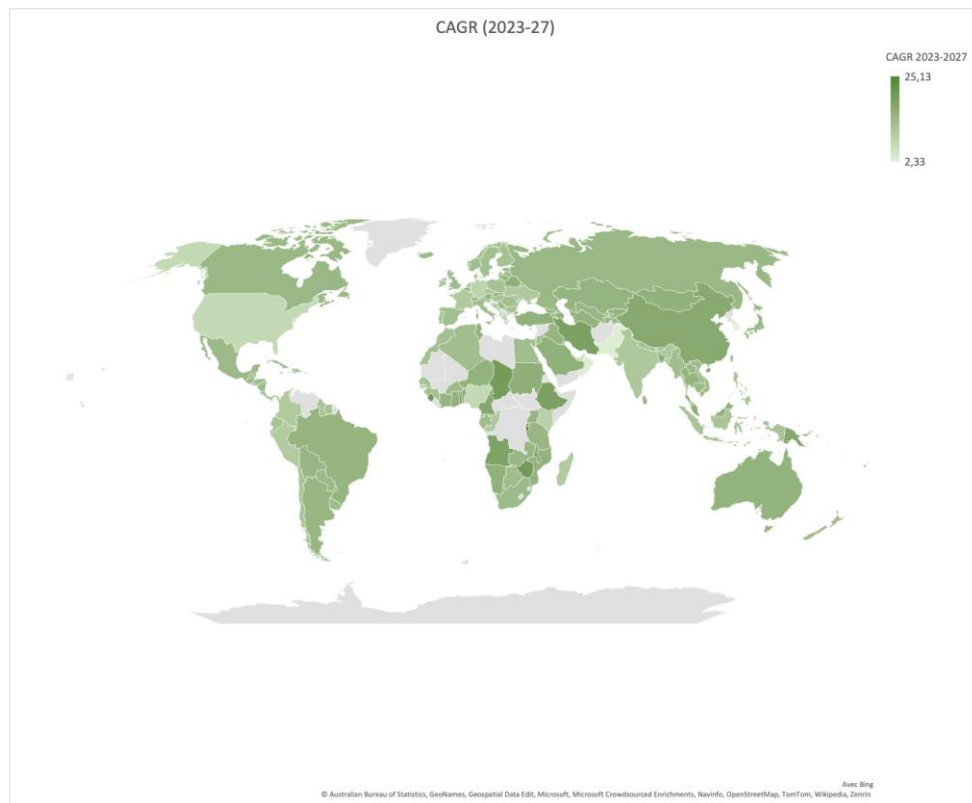 CAGR (2023-27)
CAGR 2023-2027
25,13
2,33
Avec Bing
© Australian Bureau of Statistics, GeoNames, Geospatial Data Edit, Microsoft, Microsoft Crowdsourced Enrichments, Navinfo, OpenStreetMap, TomTom, Wikipedia, Zenrin